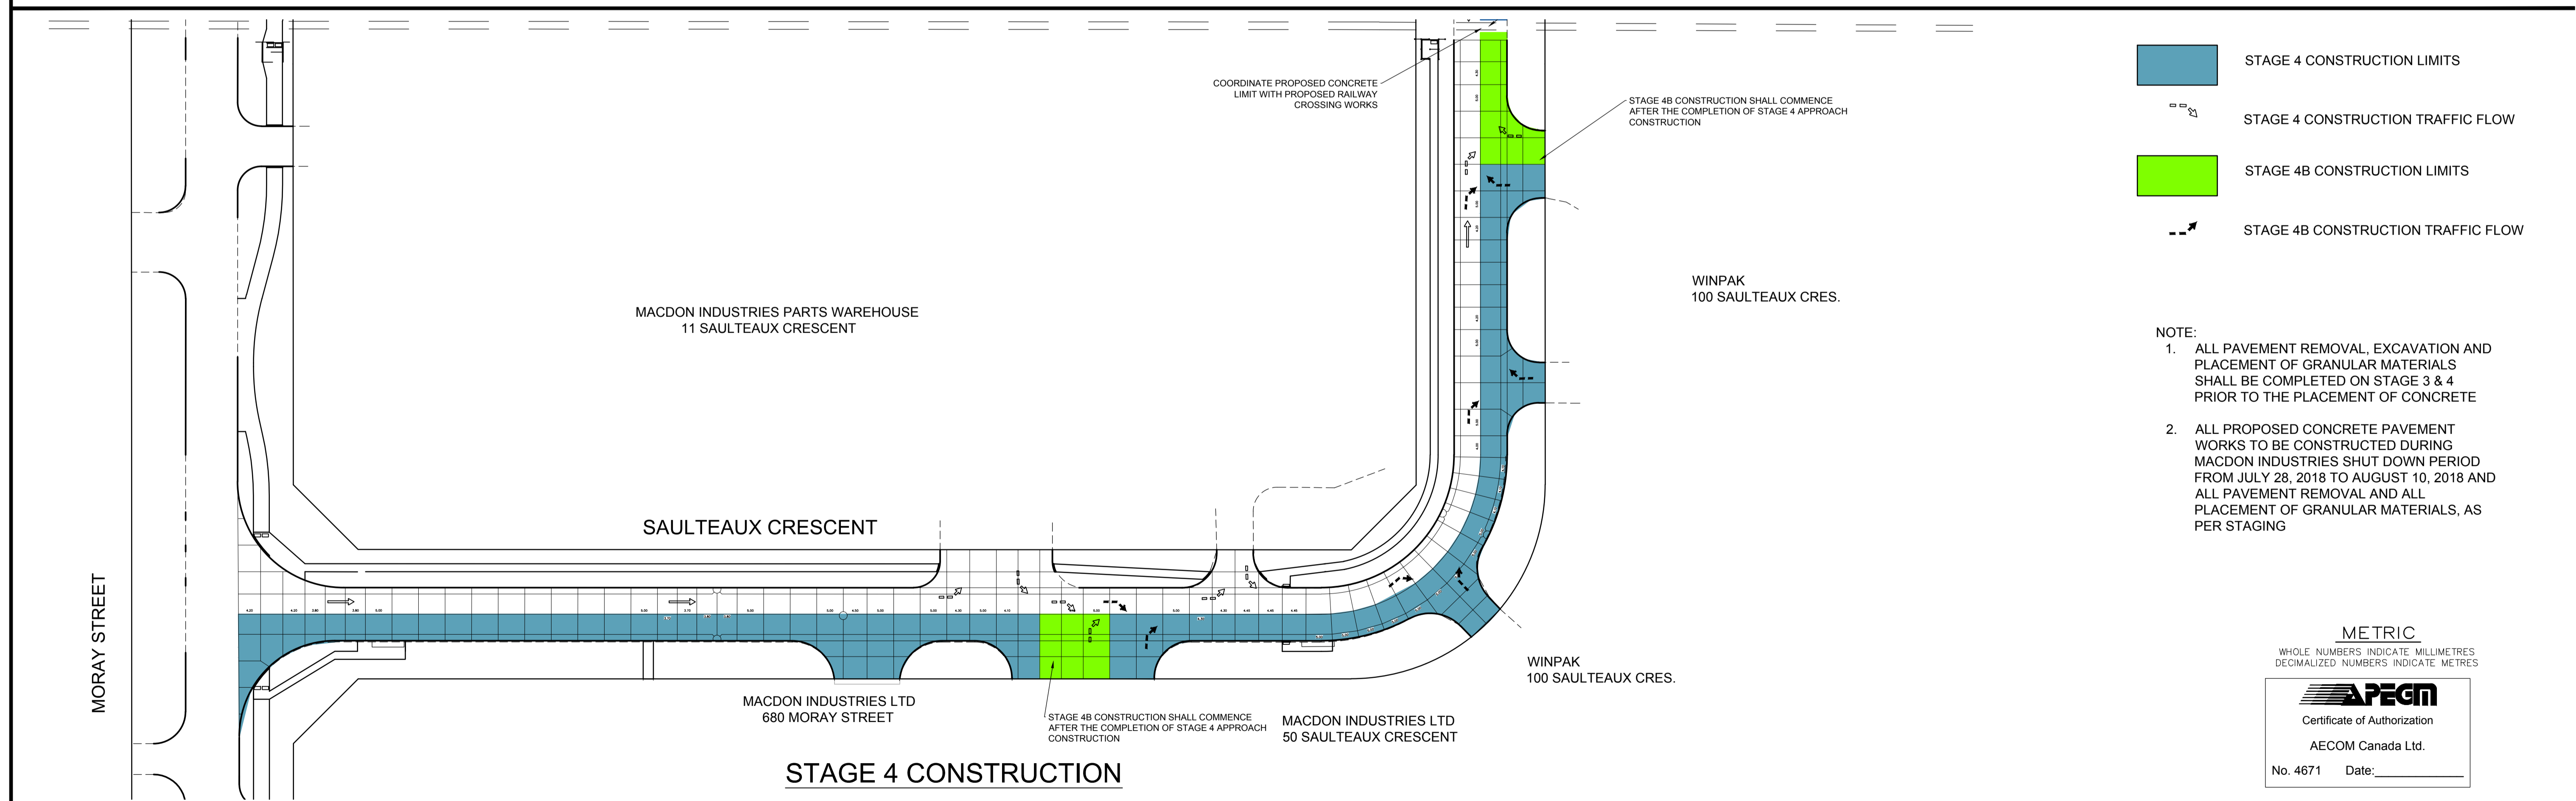 COORDINATE PROPOSED CONCRETE
LIMIT WITH PROPOSED RAILWAY
CROSSING WORKS
STAGE 4B CONSTRUCTION SHALL COMMENCE
AFTER THE COMPLETION OF STAGE 4 APPROACH
CONSTRUCTION
MACDON INDUSTRIES PARTS WAREHOUSE
11 SAULTEAUX CRESCENT
WINPAK
100 SAULTEAUX CRES.
SAULTEAUX CRESCENT
MORAY STREET
MACDON INDUSTRIES LTD
680 MORAY STREET
STAGE 4B CONSTRUCTION SHALL COMMENCE
AFTER THE COMPLETION OF STAGE 4 APPROACH
CONSTRUCTION
MACDON INDUSTRIES LTD
50 SAULTEAUX CRESCENT
WINPAK
100 SAULTEAUX CRES.
STAGE 4 CONSTRUCTION
STAGE 4 CONSTRUCTION LIMITS
STAGE 4 CONSTRUCTION TRAFFIC FLOW
STAGE 4B CONSTRUCTION LIMITS
STAGE 4B CONSTRUCTION TRAFFIC FLOW
NOTE:
1. ALL PAVEMENT REMOVAL, EXCAVATION AND
PLACEMENT OF GRANULAR MATERIALS
SHALL BE COMPLETED ON STAGE 3 & 4
PRIOR TO THE PLACEMENT OF CONCRETE
2. ALL PROPOSED CONCRETE PAVEMENT
WORKS TO BE CONSTRUCTED DURING
MACDON INDUSTRIES SHUT DOWN PERIOD
FROM JULY 28, 2018 TO AUGUST 10, 2018 AND
ALL PAVEMENT REMOVAL AND ALL
PLACEMENT OF GRANULAR MATERIALS, AS
PER STAGING
METRIC
WHOLE NUMBERS INDICATE MILLIMETRES
DECIMALIZED NUMBERS INDICATE METRES
APEGM
Certificate of Authorization
AECOM Canada Ltd.
No. 4671 Date: